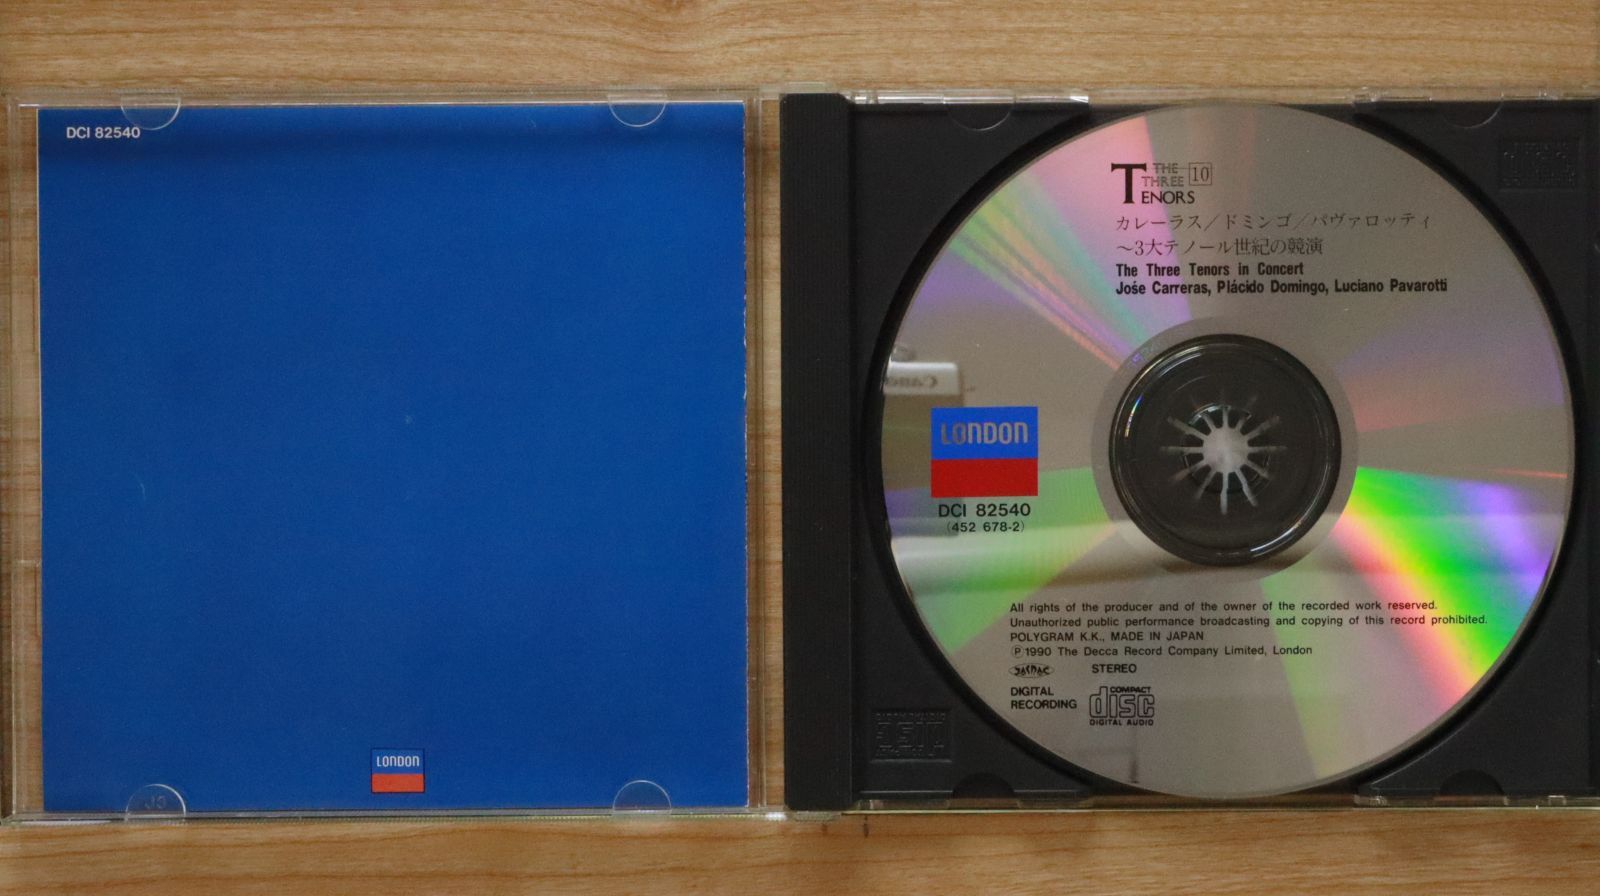 DCI 82540
LONDON
THE
THREE 10
TENORS
カレーラス／ドミンゴ／パヴァロッティ
～3大テノール世紀の競演
The Three Tenors in Concert
Jośe Carreras, Plácido Domingo, Luciano Pavarotti
LONDON
DCI 82540
(452 678-2)
All rights of the producer and of the owner of the recorded work reserved.
Unauthorized public performance broadcasting and copying of this record prohibited.
POLYGRAM K.K., MADE IN JAPAN
Ⓟ1990 The Decca Record Company Limited, London
JASRAC STEREO
DIGITAL
RECORDING
COMPACT
disc
DIGITAL AUDIO